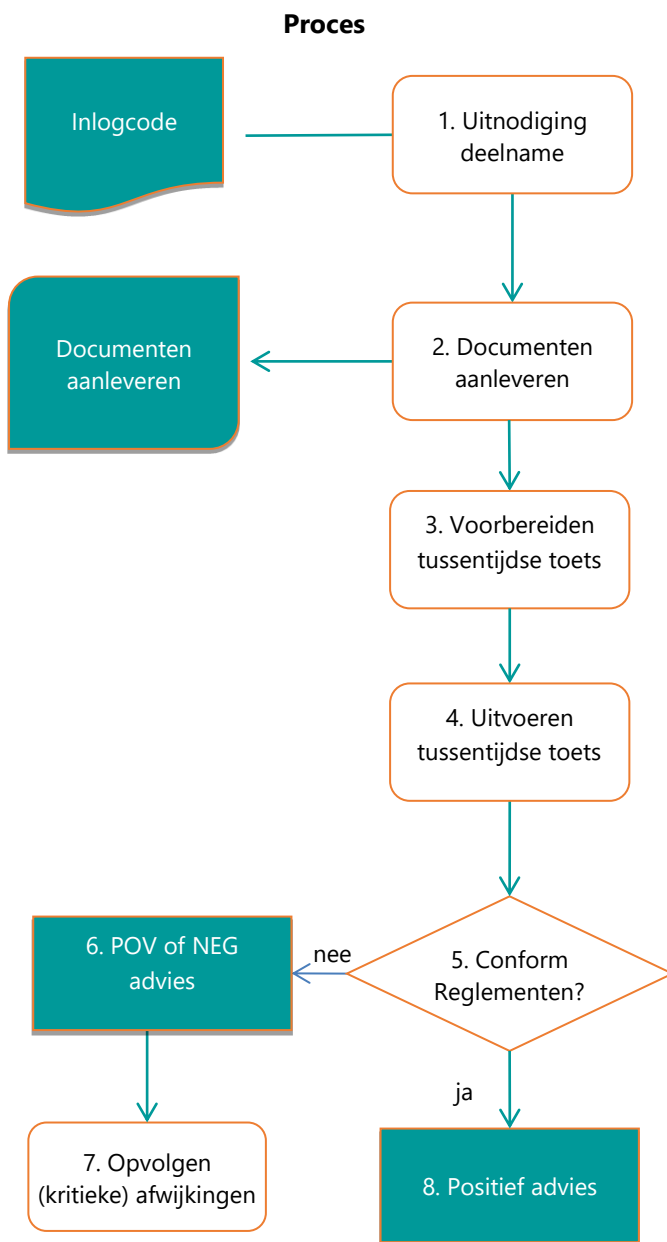 Proces
Inlogcode
1. Uitnodiging
deelname
Documenten
aanleveren
2. Documenten
aanleveren
3. Voorbereiden
tussentijdse toets
4. Uitvoeren
tussentijdse toets
6. POV of NEG
advies
nee
5. Conform
Reglementen?
ja
7. Opvolgen
(kritieke) afwijkingen
8. Positief advies